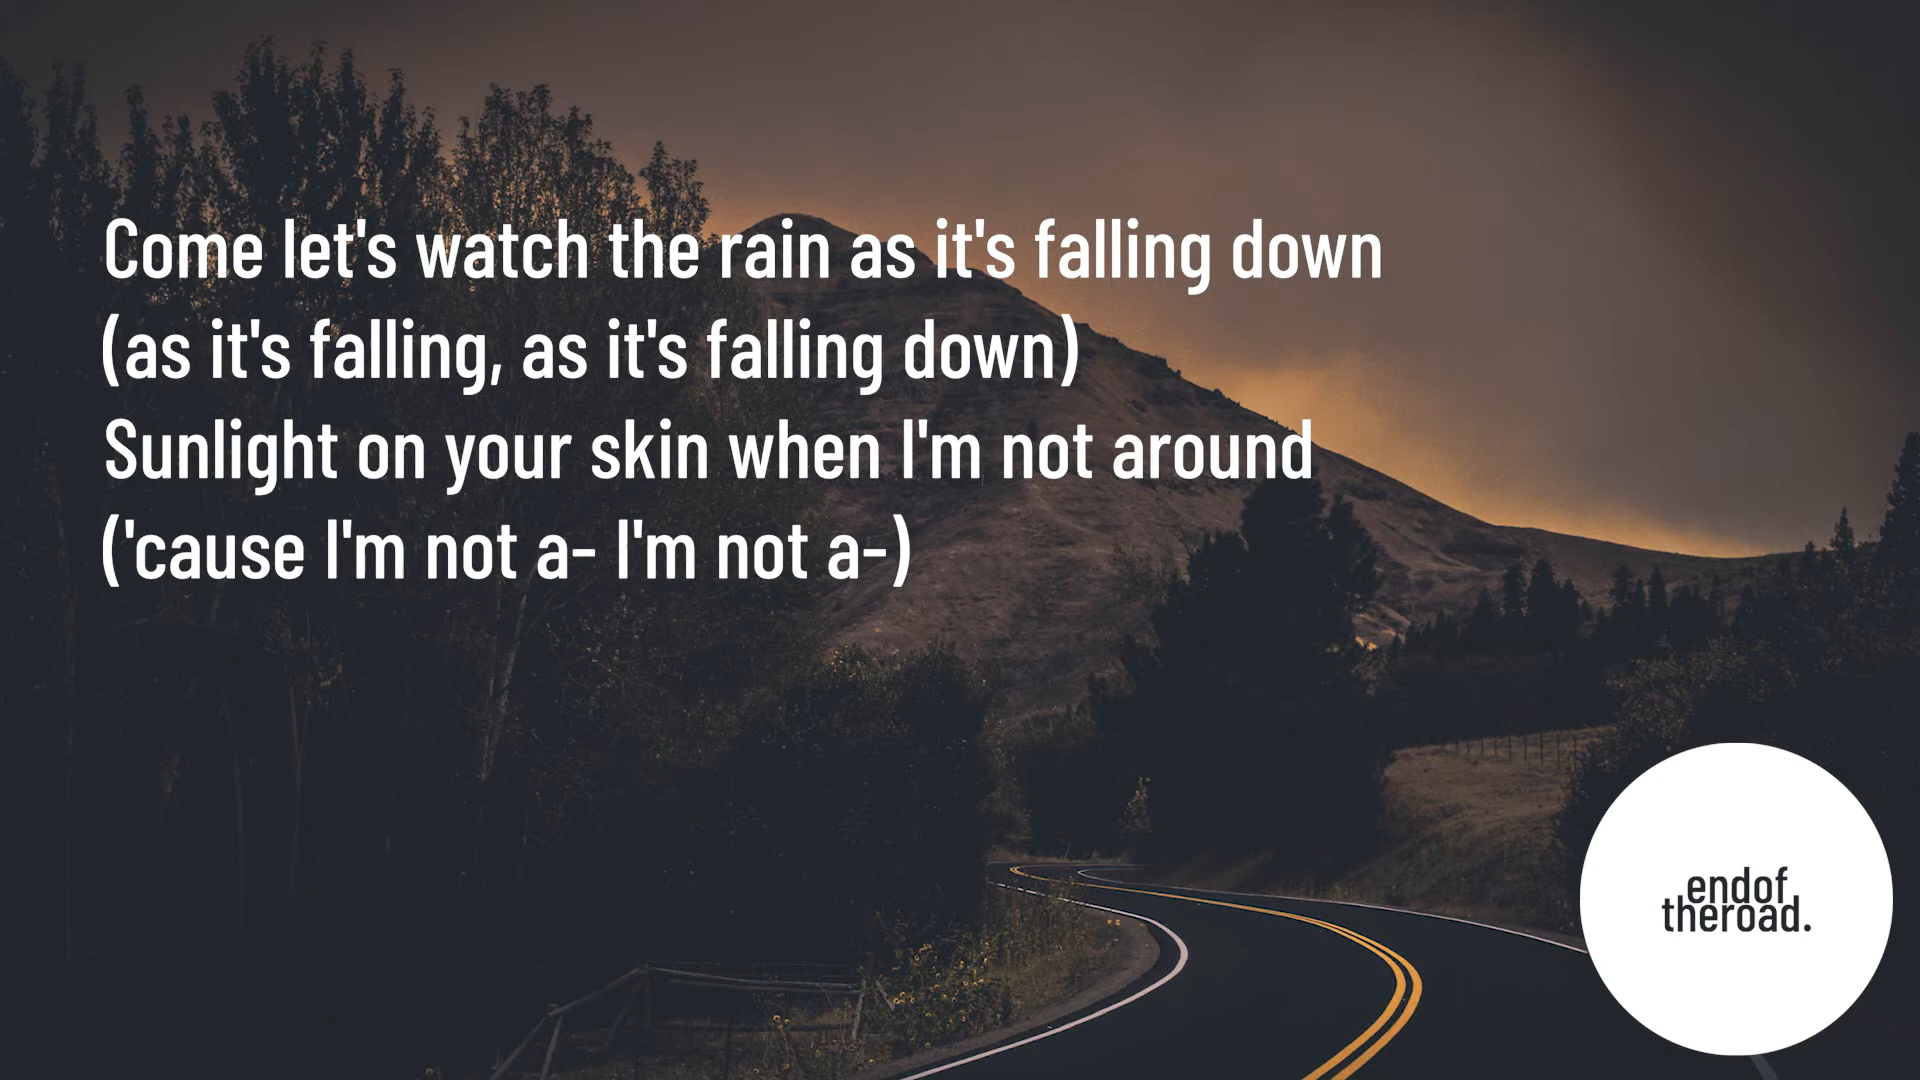 Come let's watch the rain as it's falling down
(as it's falling, as it's falling down)
Sunlight on your skin when I'm not around
('cause I'm not a- I'm not a-)
endof
theroad.